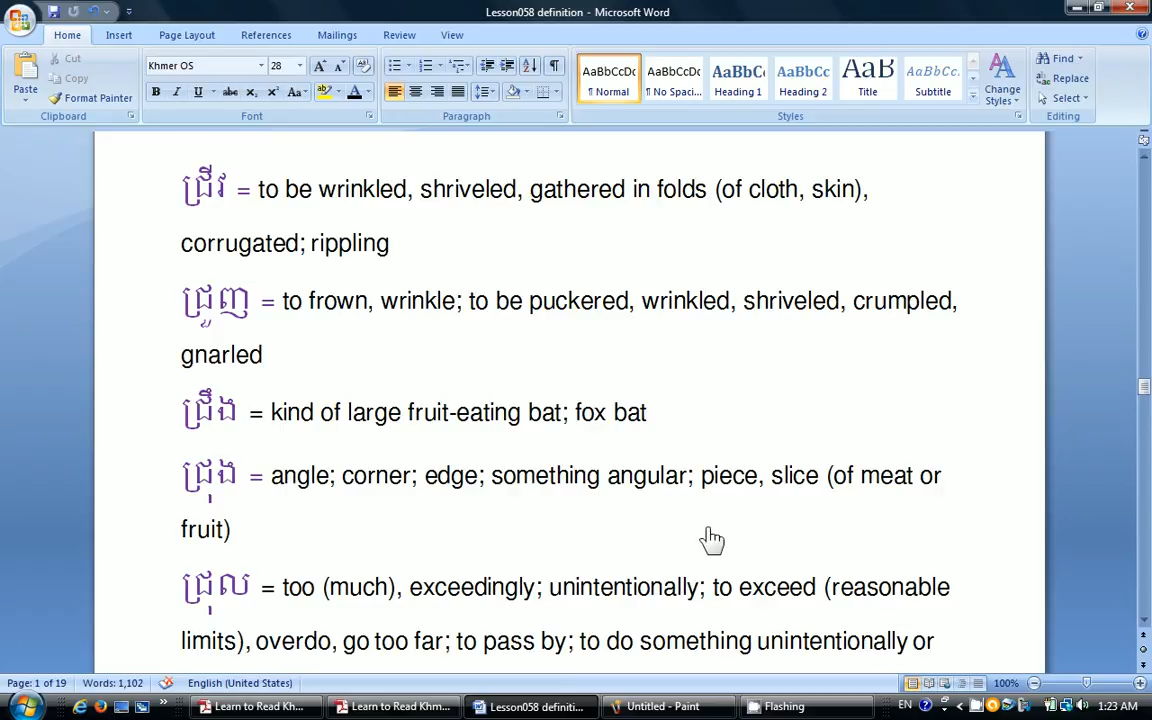 Lesson058 definition - Microsoft Word
Home Insert Page Layout References Mailings Review View
Cut
Copy
Format Painter
Paste
Khmer OS 28
AaBbCcDc AaBbCcDc AaBbC AaBbCc AaB AaBbCc.
¶ Normal ¶ No Spaci... Heading 1 Heading 2 Title Subtitle
Change Styles
Find
Replace
Select
Clipboard Font Paragraph Styles Editing
ជ្រីវ = to be wrinkled, shriveled, gathered in folds (of cloth, skin),
corrugated; rippling
ជ្រួញ = to frown, wrinkle; to be puckered, wrinkled, shriveled, crumpled,
gnarled
ជ្រឹង = kind of large fruit-eating bat; fox bat
ជ្រុង = angle; corner; edge; something angular; piece, slice (of meat or
fruit)
ជ្រុល = too (much), exceedingly; unintentionally; to exceed (reasonable
limits), overdo, go too far; to pass by; to do something unintentionally or
Page: 1 of 19 Words: 1,102 English (United States) 100%
Learn to Read Kh... Learn to Read Khm... Lesson058 definiti... Untitled - Paint Flashing EN 1:23 AM